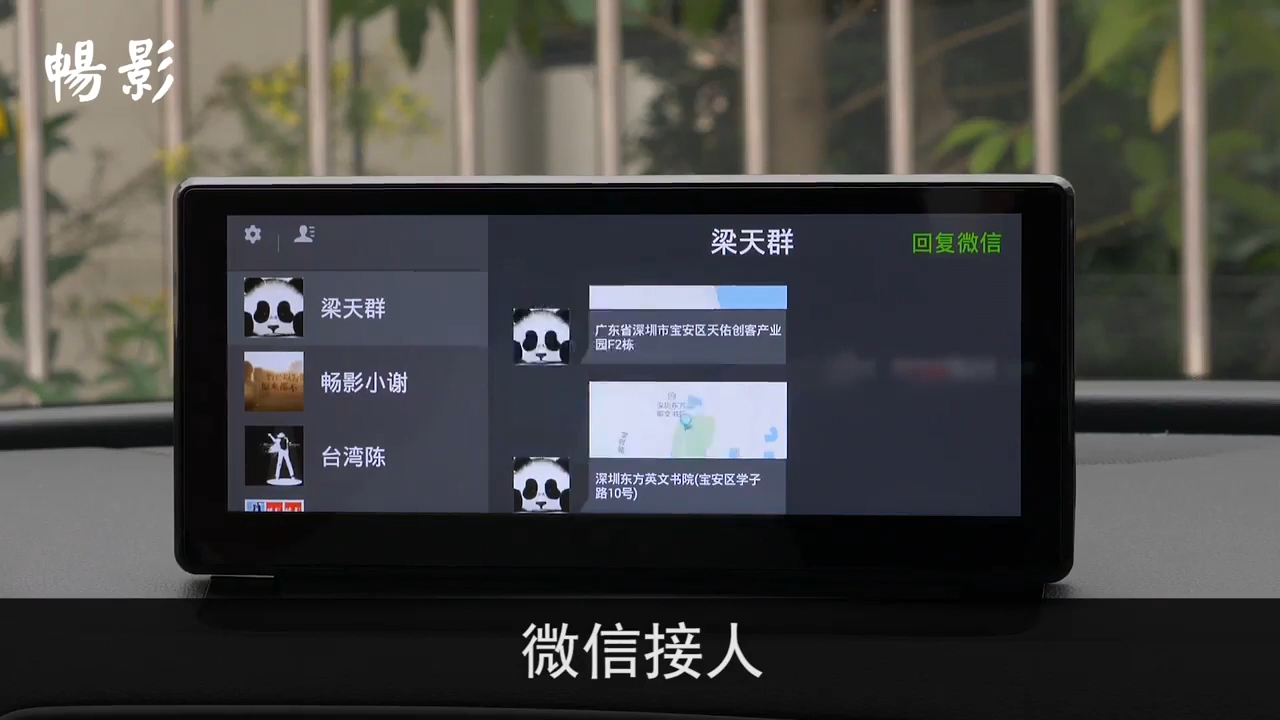 暢影
梁天群
回复微信
梁天群
畅影小谢
台湾陈
广东省深圳市宝安区天佑创客产业
园F2栋
深圳东方英文书院(宝安区学子
路10号)
微信接人